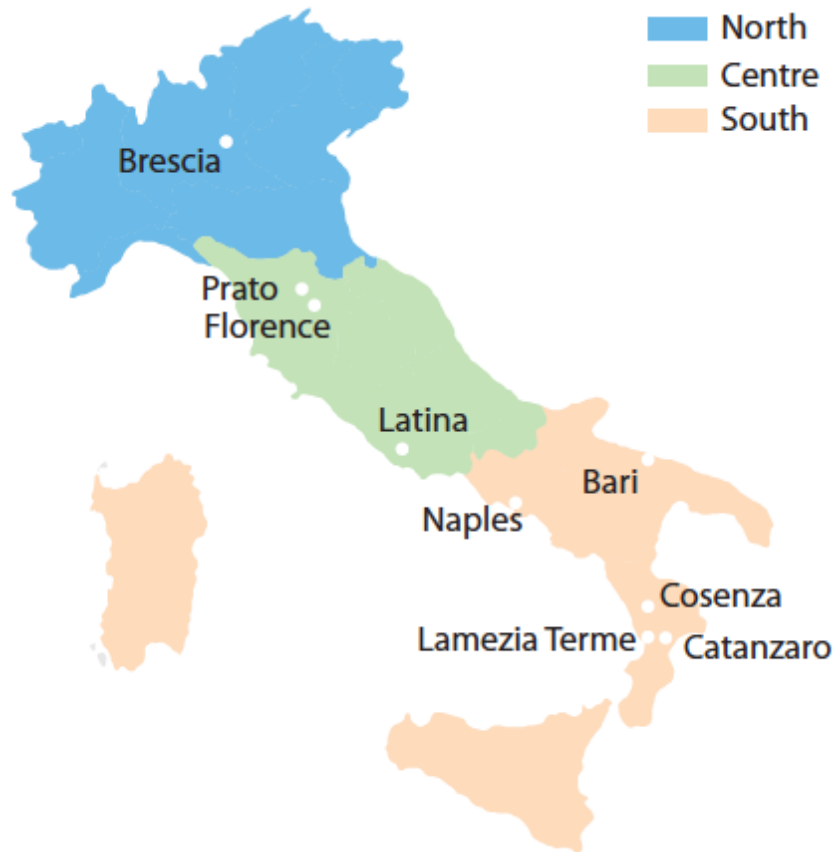 North
Centre
South
Brescia
Prato
Florence
Latina
Bari
Naples
Cosenza
Lamezia Terme
Catanzaro